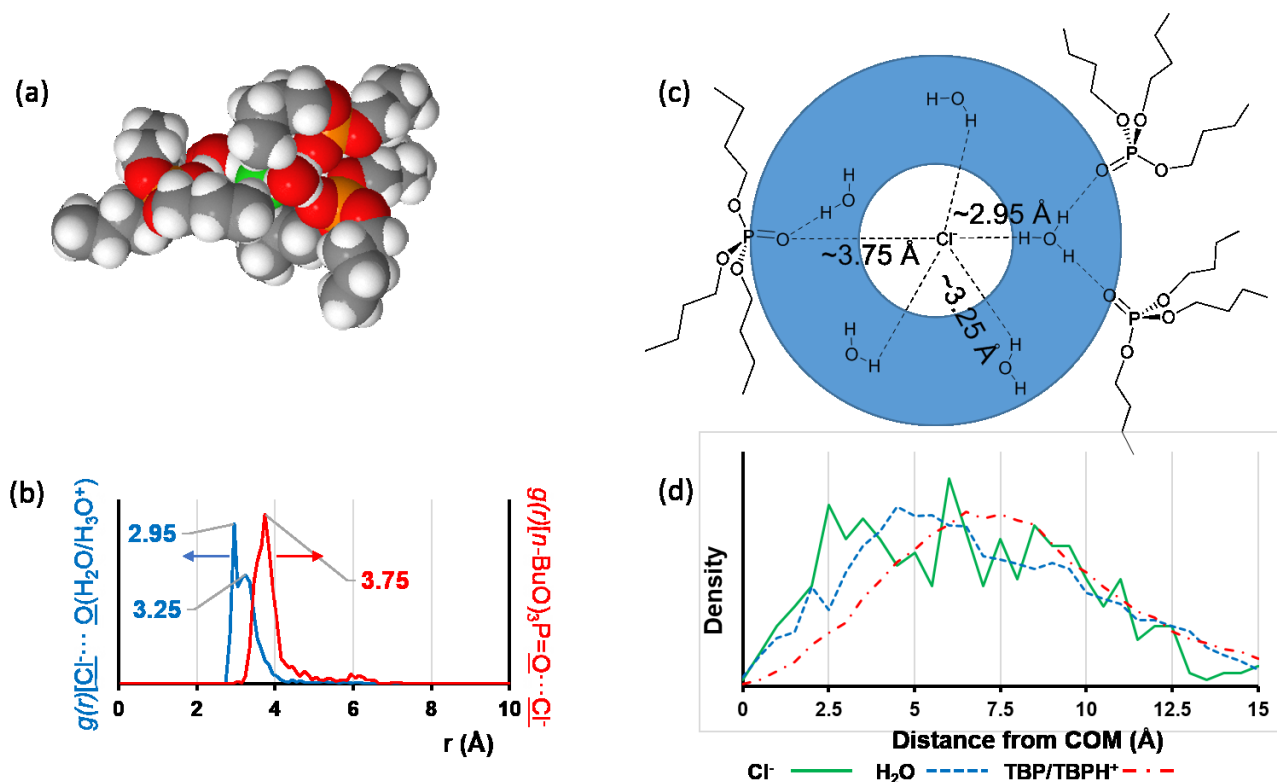 (a)
(b)
g(r)[Cl⁻··· O(H₂O/H₃O⁺)
2.95
3.25
3.75
g(r)[n-BuO)₃P=O···Cl⁻
0 2 4 6 8 10
r (Å)
(c)
H-O
H
H
H-O
H
P=O
O
O
O
~3.75 Å
Cl⁻
~2.95 Å
H-O
H
H
~3.25 Å
H
O
H
H
O-H
O
O
O=P
O
O
O=P
O
O
(d)
Density
0 2.5 5 7.5 10 12.5 15
Distance from COM (Å)
Cl⁻ H₂O TBP/TBPH⁺